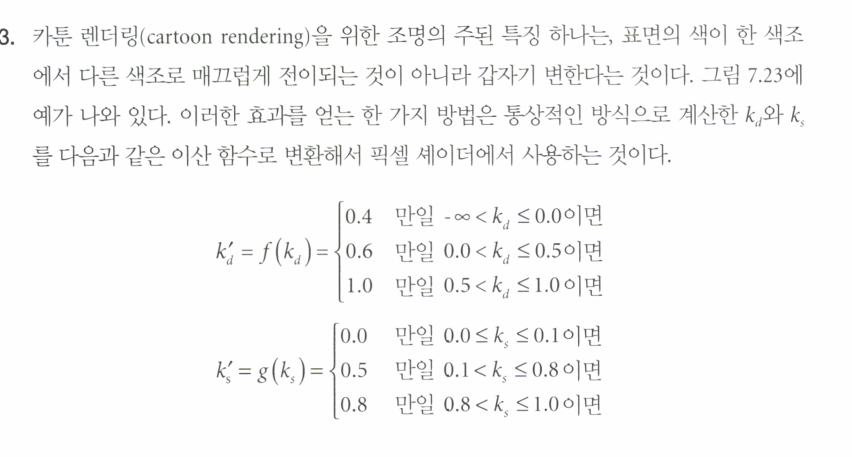 3. 카툰 렌더링(cartoon rendering)을 위한 조명의 주된 특징 하나는, 표면의 색이 한 색조
에서 다른 색조로 매끄럽게 전이되는 것이 아니라 갑자기 변한다는 것이다. 그림 7.23에
예가 나와 있다. 이러한 효과를 얻는 한 가지 방법은 통상적인 방식으로 계산한 k_d와 k_s
를 다음과 같은 이산 함수로 변환해서 픽셀 셰이더에서 사용하는 것이다.
0.4 만일 -∞ < k_d ≤ 0.0이면
k'_d = f(k_d) = { 0.6 만일 0.0 < k_d ≤ 0.5이면
1.0 만일 0.5 < k_d ≤ 1.0이면
0.0 만일 0.0 ≤ k_s ≤ 0.1이면
k'_s = g(k_s) = { 0.5 만일 0.1 < k_s ≤ 0.8이면
0.8 만일 0.8 < k_s ≤ 1.0이면